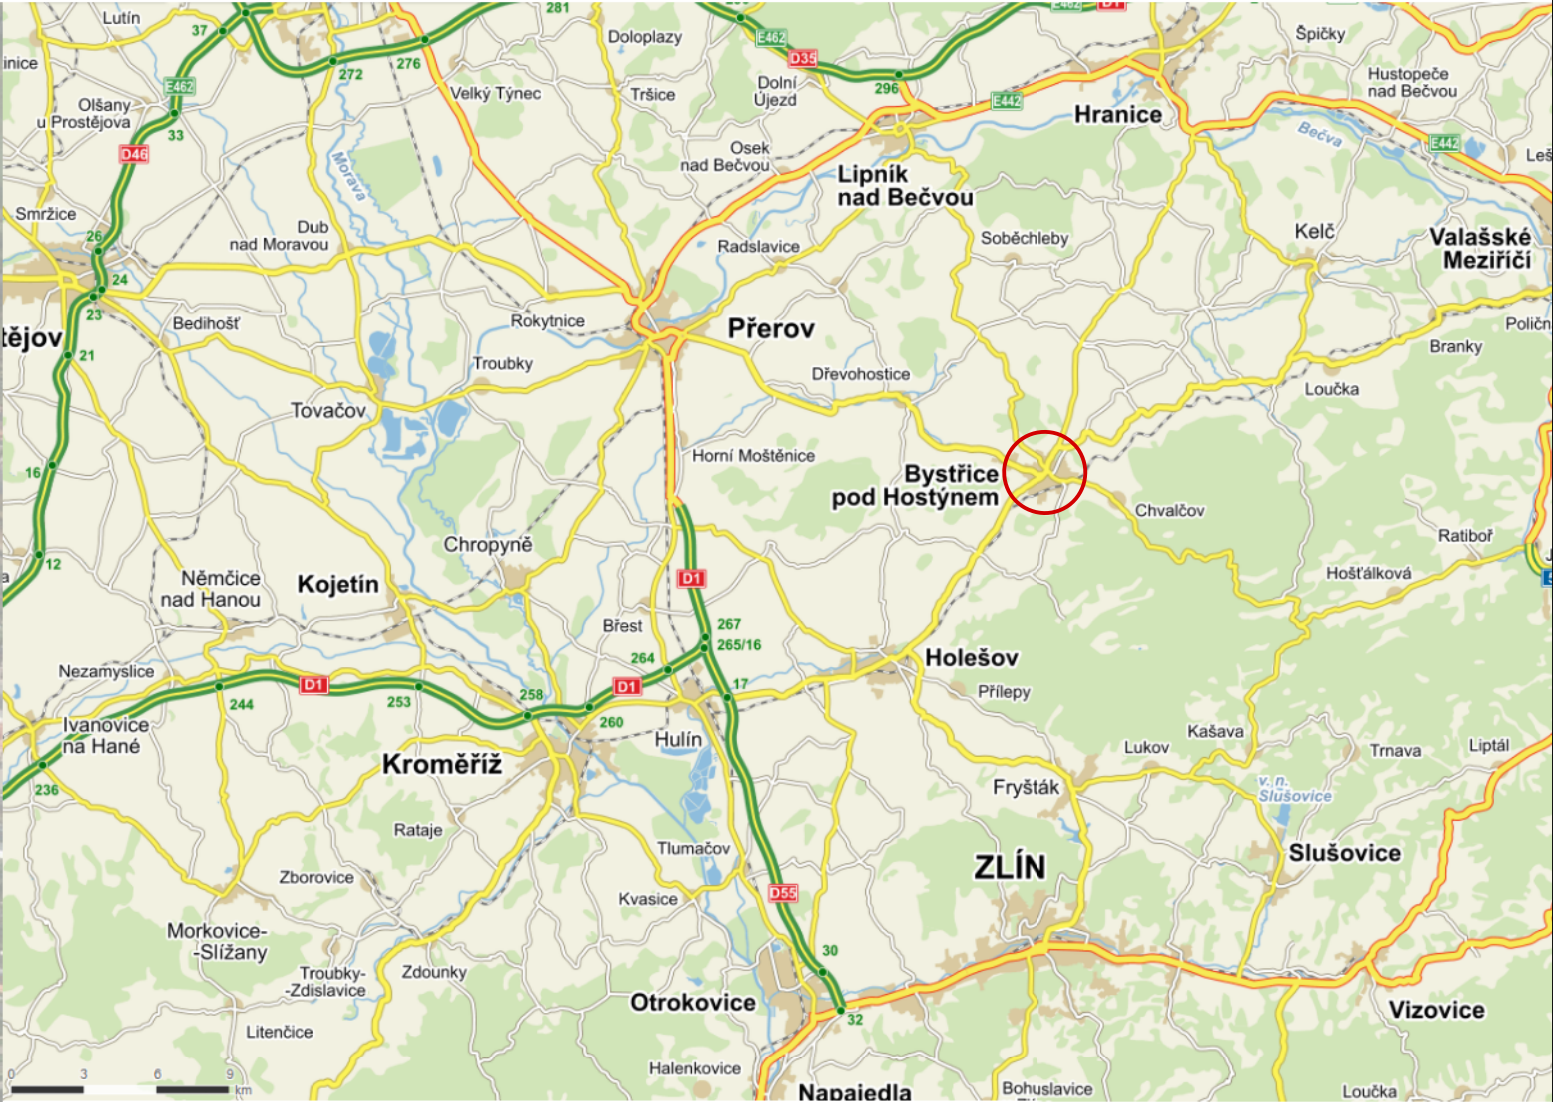 281
Lutín
37
E462
D1
Špičky
Doloplazy
E462
D35
276
272
inice
E462
Velký Týnec
Tršice
Dolní
Újezd
296
Hustopeče
nad Bečvou
Olšany
u Prostějova
33
E442
Hranice
Bečva
E442
D46
Morava
Osek
nad Bečvou
Leš
Lipník
nad Bečvou
Smržice
Dub
nad Moravou
26
Radslavice
Soběchleby
Kelč
Valašské
Meziříčí
24
23
Bedihošť
Rokytnice
Přerov
Poličn
tějov
21
Troubky
Dřevohostice
Branky
Loučka
Tovačov
16
Horní Moštěnice
Bystřice
pod Hostýnem
Chvalčov
Ratiboř
Chropyně
J
12
a
Němčice
nad Hanou
Kojetín
D1
Hošťálková
5
Břest
267
265/16
264
Holešov
Nezamyslice
D1
D1
17
Přílepy
244
253
258
260
Ivanovice
na Hané
Hulín
Kašava
Lukov
Trnava
Liptál
Kroměříž
236
Fryšták
v. n.
Slušovice
Rataje
Tlumačov
ZLÍN
Slušovice
Zborovice
Kvasice
D55
Morkovice-
-Slížany
30
Troubky-
-Zdislavice
Zdounky
Otrokovice
32
Vizovice
Litenčice
Halenkovice
0 3 6 9
km
Napajedla
Bohuslavice
Loučka